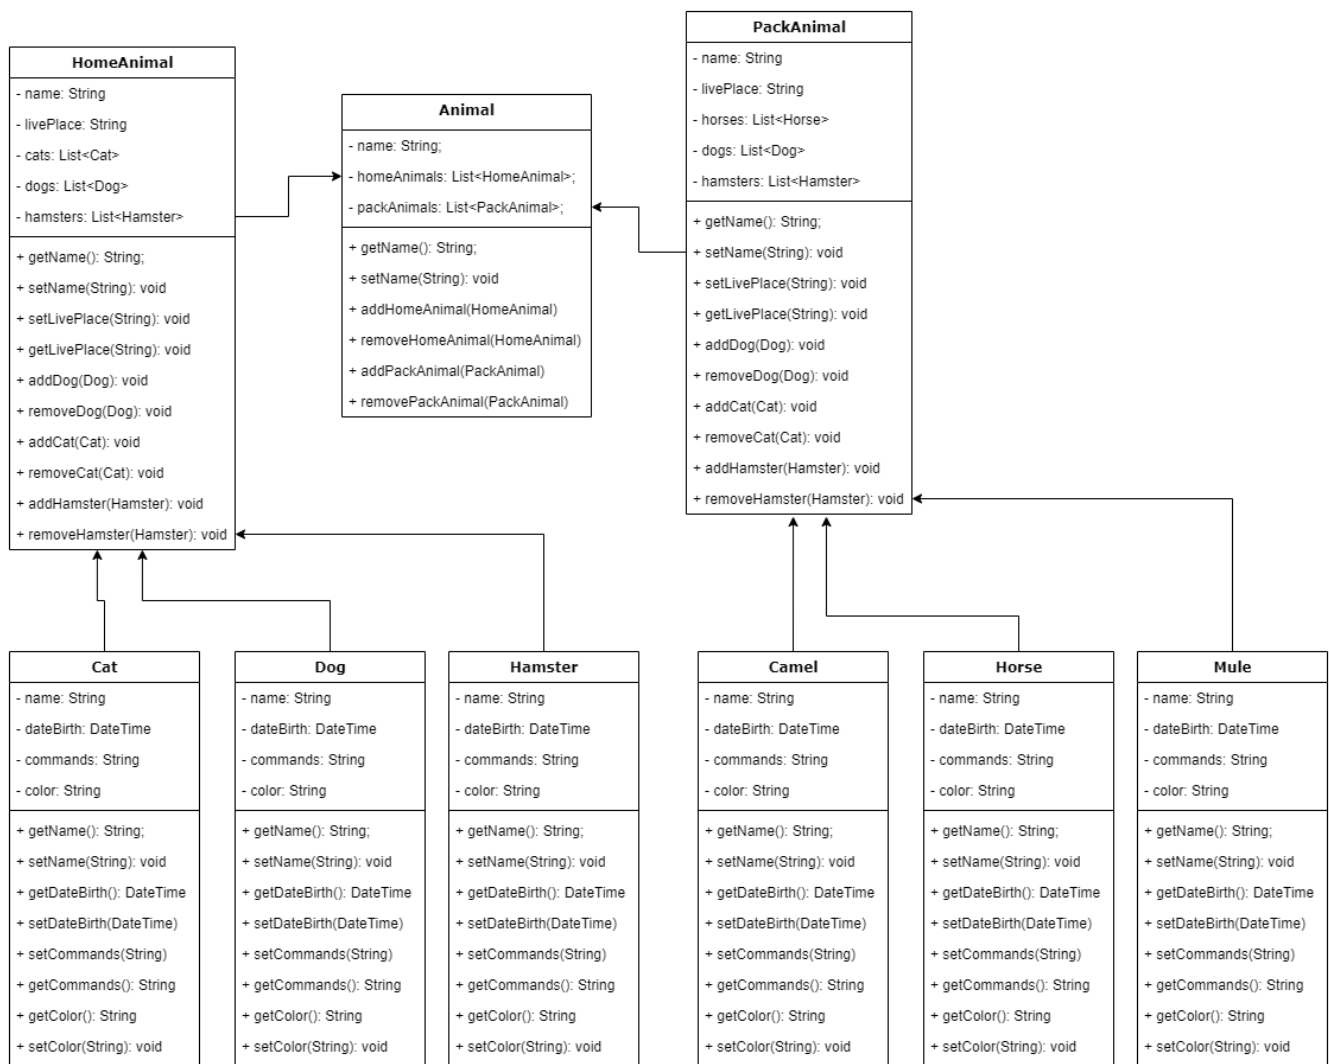 HomeAnimal
- name: String
- livePlace: String
- cats: List<Cat>
- dogs: List<Dog>
- hamsters: List<Hamster>
+ getName(): String;
+ setName(String): void
+ setLivePlace(String): void
+ getLivePlace(String): void
+ addDog(Dog): void
+ removeDog(Dog): void
+ addCat(Cat): void
+ removeCat(Cat): void
+ addHamster(Hamster): void
+ removeHamster(Hamster): void
Animal
- name: String;
- homeAnimals: List<HomeAnimal>;
- packAnimals: List<PackAnimal>;
+ getName(): String;
+ setName(String): void
+ addHomeAnimal(HomeAnimal)
+ removeHomeAnimal(HomeAnimal)
+ addPackAnimal(PackAnimal)
+ removePackAnimal(PackAnimal)
PackAnimal
- name: String
- livePlace: String
- horses: List<Horse>
- dogs: List<Dog>
- hamsters: List<Hamster>
+ getName(): String;
+ setName(String): void
+ setLivePlace(String): void
+ getLivePlace(String): void
+ addDog(Dog): void
+ removeDog(Dog): void
+ addCat(Cat): void
+ removeCat(Cat): void
+ addHamster(Hamster): void
+ removeHamster(Hamster): void
Cat
- name: String
- dateBirth: DateTime
- commands: String
- color: String
+ getName(): String;
+ setName(String): void
+ getDateBirth(): DateTime
+ setDateBirth(DateTime)
+ setCommands(String)
+ getCommands(): String
+ getColor(): String
+ setColor(String): void
Dog
- name: String
- dateBirth: DateTime
- commands: String
- color: String
+ getName(): String;
+ setName(String): void
+ getDateBirth(): DateTime
+ setDateBirth(DateTime)
+ setCommands(String)
+ getCommands(): String
+ getColor(): String
+ setColor(String): void
Hamster
- name: String
- dateBirth: DateTime
- commands: String
- color: String
+ getName(): String;
+ setName(String): void
+ getDateBirth(): DateTime
+ setDateBirth(DateTime)
+ setCommands(String)
+ getCommands(): String
+ getColor(): String
+ setColor(String): void
Camel
- name: String
- dateBirth: DateTime
- commands: String
- color: String
+ getName(): String;
+ setName(String): void
+ getDateBirth(): DateTime
+ setDateBirth(DateTime)
+ setCommands(String)
+ getCommands(): String
+ getColor(): String
+ setColor(String): void
Horse
- name: String
- dateBirth: DateTime
- commands: String
- color: String
+ getName(): String;
+ setName(String): void
+ getDateBirth(): DateTime
+ setDateBirth(DateTime)
+ setCommands(String)
+ getCommands(): String
+ getColor(): String
+ setColor(String): void
Mule
- name: String
- dateBirth: DateTime
- commands: String
- color: String
+ getName(): String;
+ setName(String): void
+ getDateBirth(): DateTime
+ setDateBirth(DateTime)
+ setCommands(String)
+ getCommands(): String
+ getColor(): String
+ setColor(String): void